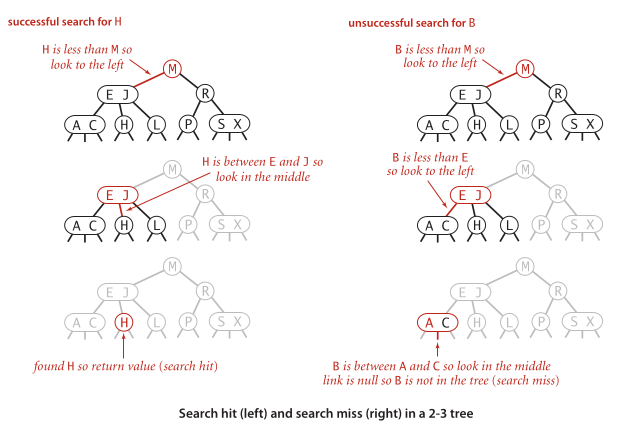 successful search for H
H is less than M so
look to the left
M
E J
R
A C
H
L
P
S X
H is between E and J so
look in the middle
M
E J
R
A C
H
L
P
S X
M
E J
R
A C
H
L
P
S X
found H so return value (search hit)
unsuccessful search for B
B is less than M so
look to the left
M
E J
R
A C
H
L
P
S X
B is less than E
so look to the left
M
E J
R
A C
H
L
P
S X
M
E J
R
A C
H
L
P
S X
B is between A and C so look in the middle
link is null so B is not in the tree (search miss)
Search hit (left) and search miss (right) in a 2-3 tree